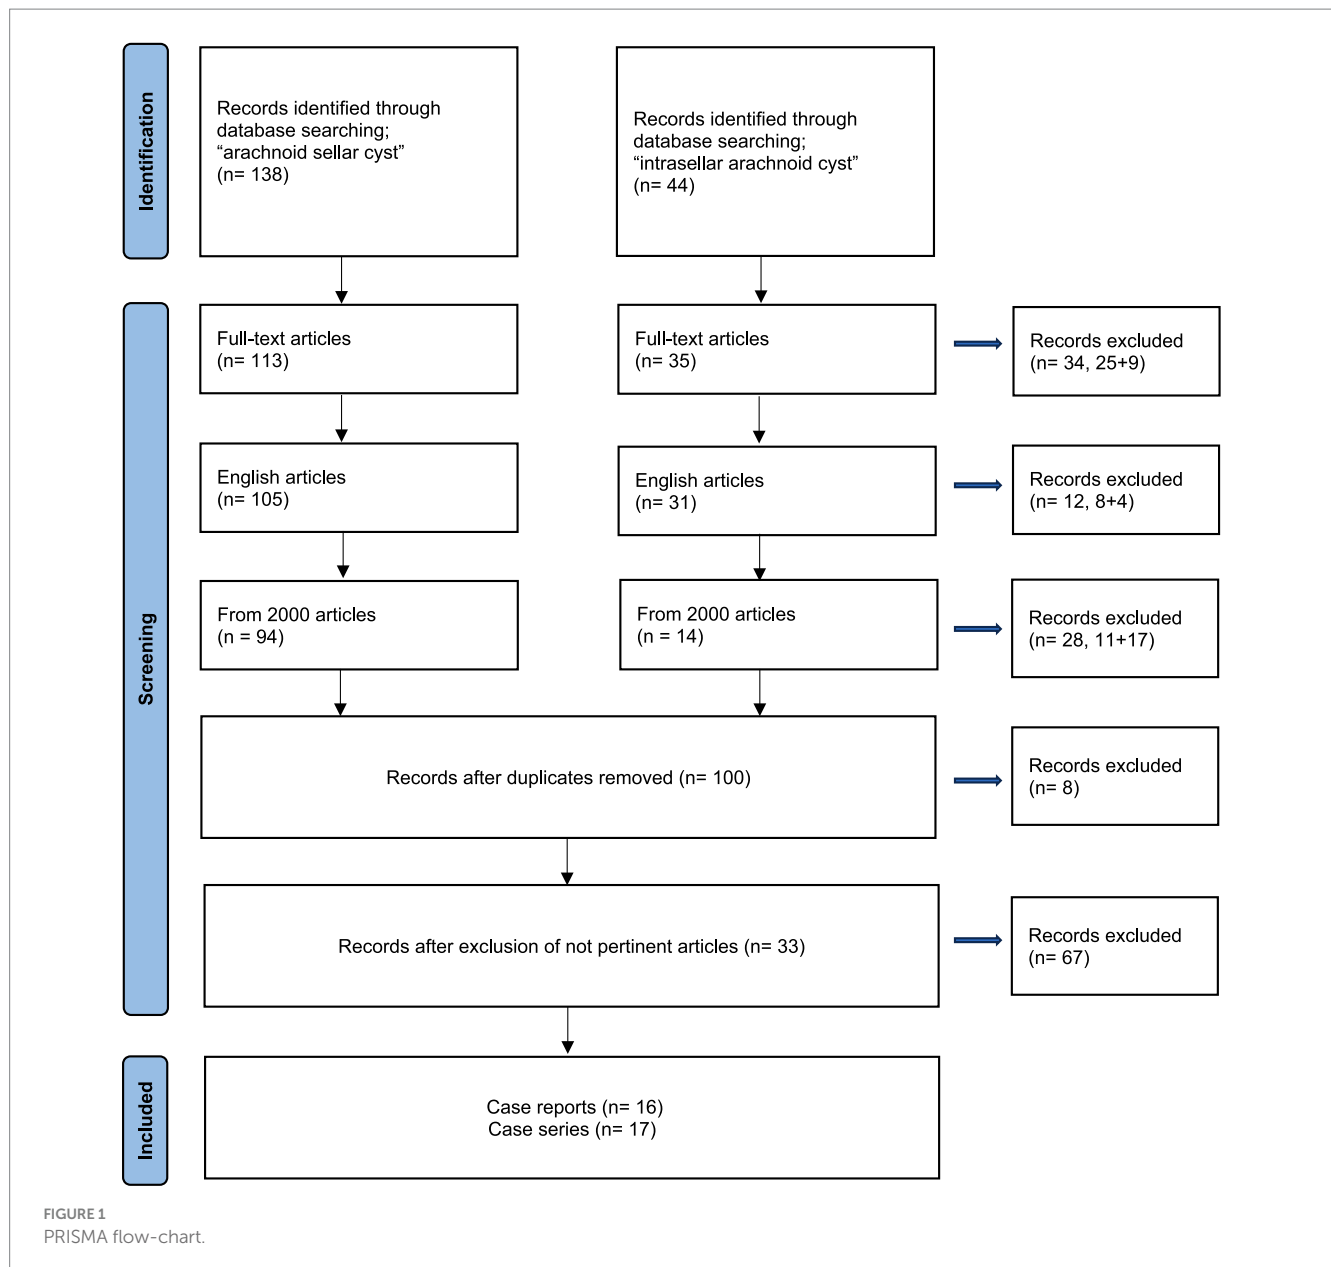 Identification
Records identified through
database searching;
“arachnoid sellar cyst”
(n= 138)
Records identified through
database searching;
“intrasellar arachnoid cyst”
(n= 44)
Screening
Full-text articles
(n= 113)
Full-text articles
(n= 35)
Records excluded
(n= 34, 25+9)
English articles
(n= 105)
English articles
(n= 31)
Records excluded
(n= 12, 8+4)
From 2000 articles
(n = 94)
From 2000 articles
(n = 14)
Records excluded
(n= 28, 11+17)
Records after duplicates removed (n= 100)
Records excluded
(n= 8)
Records after exclusion of not pertinent articles (n= 33)
Records excluded
(n= 67)
Included
Case reports (n= 16)
Case series (n= 17)
FIGURE 1
PRISMA flow-chart.